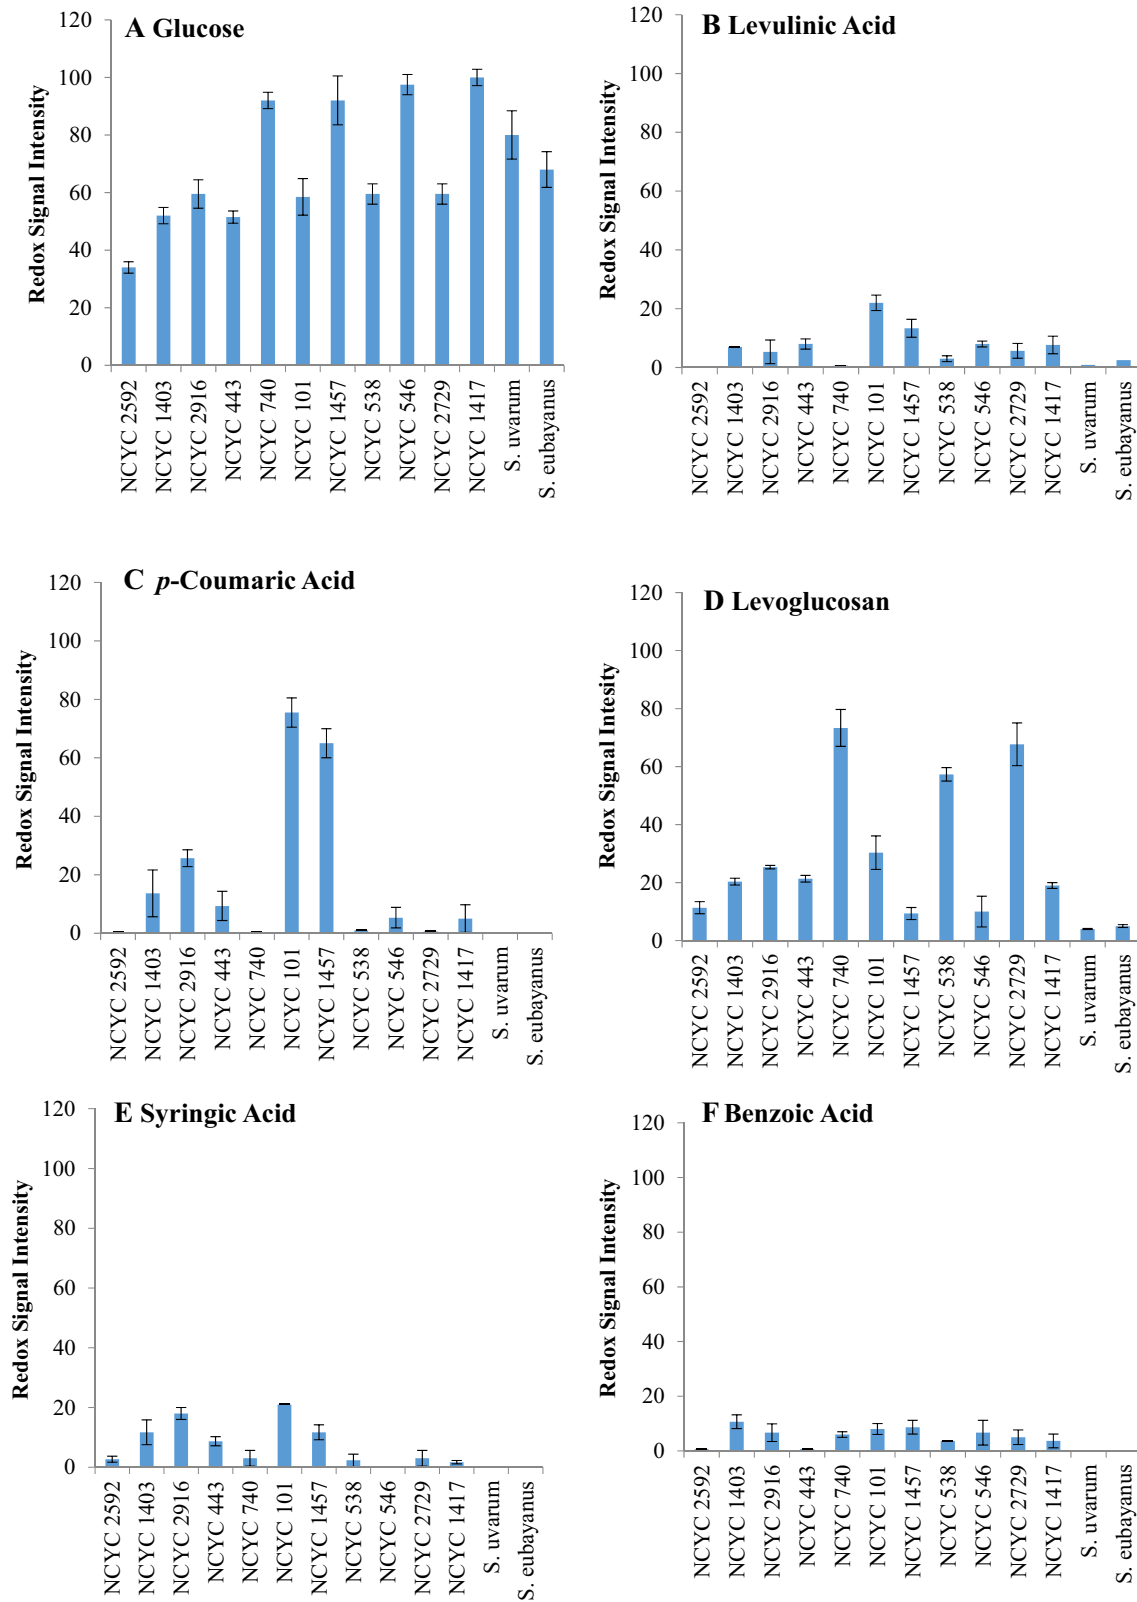 A Glucose
Redox Signal Intensity
120
100
80
60
40
20
0
NCYC 2592
NCYC 1403
NCYC 2916
NCYC 443
NCYC 740
NCYC 101
NCYC 1457
NCYC 538
NCYC 546
NCYC 2729
NCYC 1417
S. uvarum
S. eubayanus
B Levulinic Acid
Redox Signal Intensity
120
100
80
60
40
20
0
NCYC 2592
NCYC 1403
NCYC 2916
NCYC 443
NCYC 740
NCYC 101
NCYC 1457
NCYC 538
NCYC 546
NCYC 2729
NCYC 1417
S. uvarum
S. eubayanus
C p-Coumaric Acid
Redox Signal Intensity
120
100
80
60
40
20
0
NCYC 2592
NCYC 1403
NCYC 2916
NCYC 443
NCYC 740
NCYC 101
NCYC 1457
NCYC 538
NCYC 546
NCYC 2729
NCYC 1417
S. uvarum
S. eubayanus
D Levoglucosan
Redox Signal Intesity
120
100
80
60
40
20
0
NCYC 2592
NCYC 1403
NCYC 2916
NCYC 443
NCYC 740
NCYC 101
NCYC 1457
NCYC 538
NCYC 546
NCYC 2729
NCYC 1417
S. uvarum
S. eubayanus
E Syringic Acid
Redox Signal Intensity
120
100
80
60
40
20
0
NCYC 2592
NCYC 1403
NCYC 2916
NCYC 443
NCYC 740
NCYC 101
NCYC 1457
NCYC 538
NCYC 546
NCYC 2729
NCYC 1417
S. uvarum
S. eubayanus
F Benzoic Acid
Redox Signal Intensity
120
100
80
60
40
20
0
NCYC 2592
NCYC 1403
NCYC 2916
NCYC 443
NCYC 740
NCYC 101
NCYC 1457
NCYC 538
NCYC 546
NCYC 2729
NCYC 1417
S. uvarum
S. eubayanus